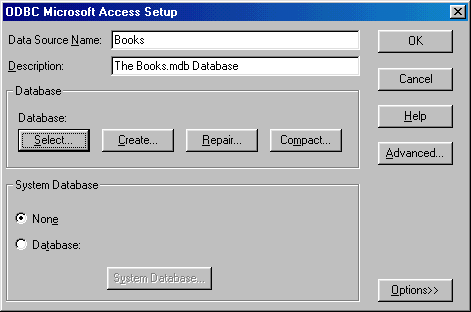 ODBC Microsoft Access Setup
Data Source Name: Books
OK
Description: The Books.mdb Database
Cancel
Database
Database:
Help
Select... Create... Repair... Compact...
Advanced...
System Database
None
Database:
System Database...
Options>>